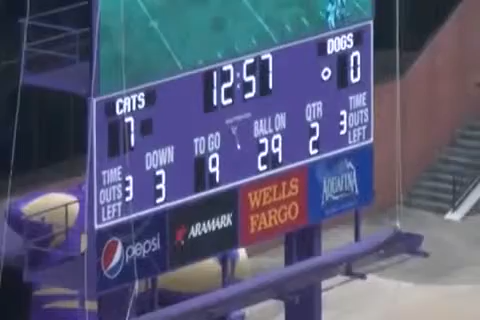 CATS 12:57 DOGS
7 0
DOWN TO GO BALL ON QTR
TIME OUTS LEFT 3 3 9 29 2 3 TIME OUTS LEFT
pepsi ARAMARK WELLS FARGO AQUAFINA